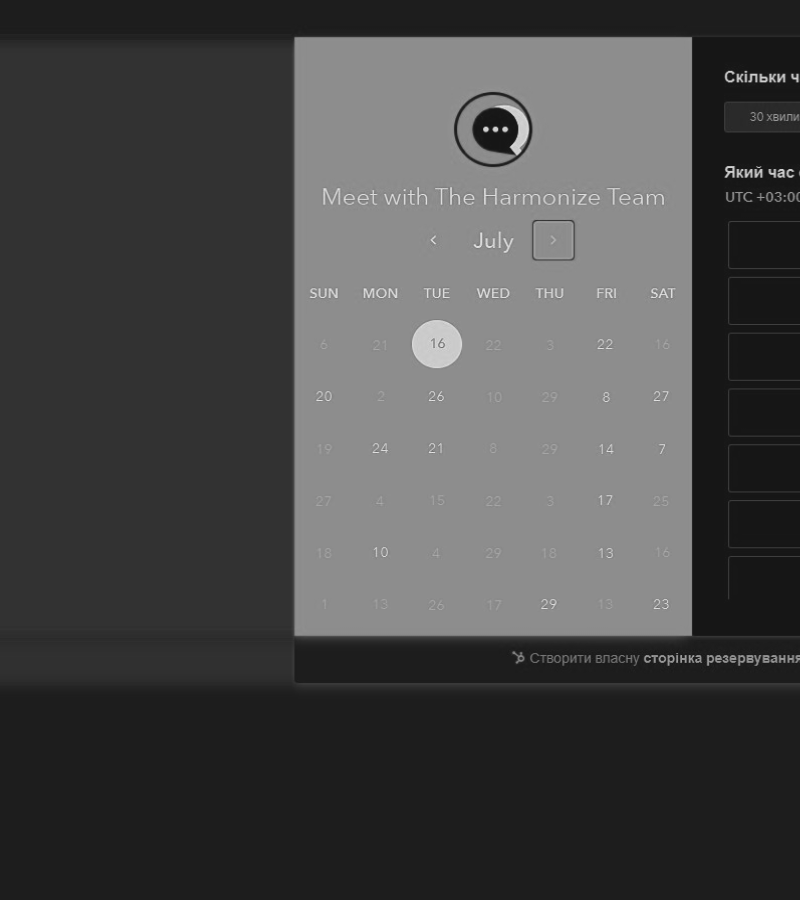 Meet with The Harmonize Team
July
SUN MON TUE WED THU FRI SAT
6 21 16 22 3 22 16
20 2 26 10 29 8 27
19 24 21 8 29 14 7
27 4 15 22 3 17 25
18 10 4 29 18 13 16
1 13 26 17 29 13 23
Скільки ч
30 хвили
Який час
UTC +03:00
Створити власну сторінка резервування